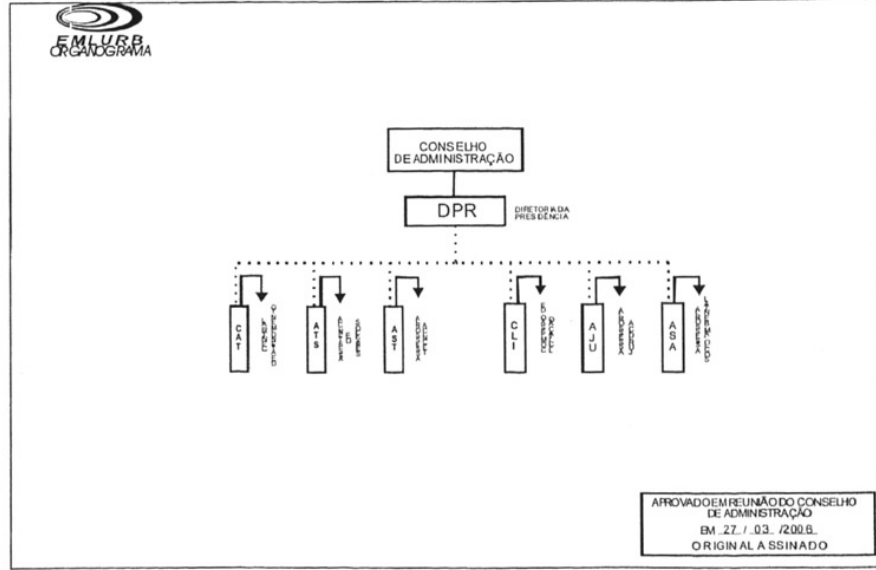 EMLURB
ORGANOGRAMA
CONSELHO
DE ADMINISTRAÇÃO
DPR
DIRETORIA DA
PRESIDÊNCIA
CAT
ATS
AST
CLI
AJU
ASA
APROVADO EM REUNIÃO DO CONSELHO
DE ADMINISTRAÇÃO
EM 27 / 03 /2006
ORIGINAL ASSINADO